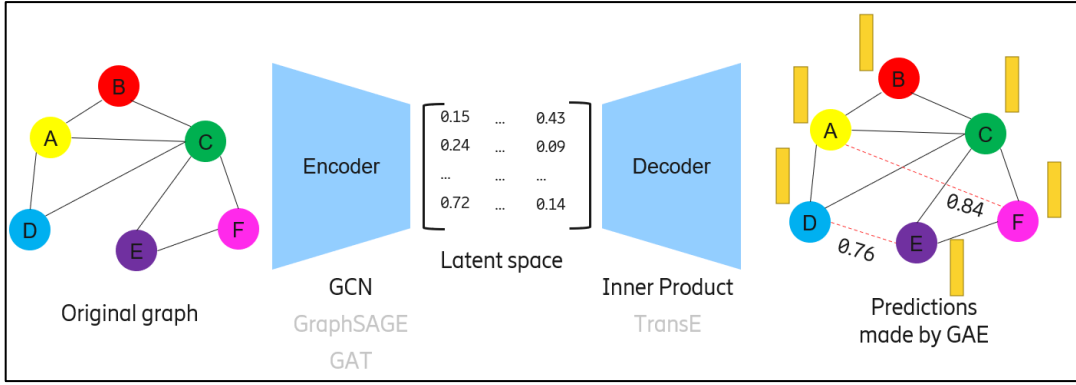 B
A
C
D
E
F
Original graph
Encoder
GCN
GraphSAGE
GAT
0.15 ... 0.43
0.24 ... 0.09
... ...
0.72 ... 0.14
Latent space
Decoder
Inner Product
TransE
B
A
C
0.84
D
F
E
0.76
Predictions
made by GAE